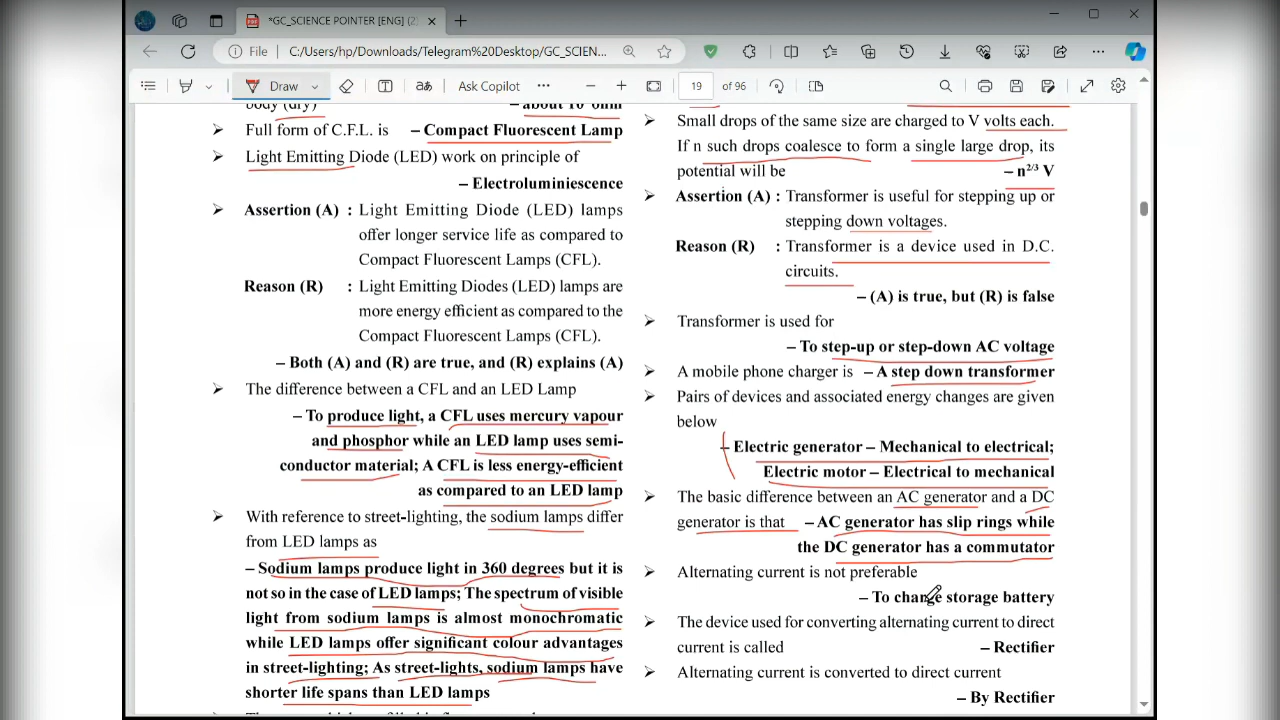 *GC_SCIENCE POINTER [ENG] (2)
File
C:/Users/hp/Downloads/Telegram%20Desktop/GC_SCIEN...
Draw
Ask Copilot
19 of 96
body (dry) – about 10 ohm
➢ Full form of C.F.L. is – Compact Fluorescent Lamp
➢ Light Emitting Diode (LED) work on principle of
– Electroluminiescence
➢ Assertion (A) : Light Emitting Diode (LED) lamps
offer longer service life as compared to
Compact Fluorescent Lamps (CFL).
Reason (R) : Light Emitting Diodes (LED) lamps are
more energy efficient as compared to the
Compact Fluorescent Lamps (CFL).
– Both (A) and (R) are true, and (R) explains (A)
➢ The difference between a CFL and an LED Lamp
– To produce light, a CFL uses mercury vapour
and phosphor while an LED lamp uses semi-
conductor material; A CFL is less energy-efficient
as compared to an LED lamp
➢ With reference to street-lighting, the sodium lamps differ
from LED lamps as
– Sodium lamps produce light in 360 degrees but it is
not so in the case of LED lamps; The spectrum of visible
light from sodium lamps is almost monochromatic
while LED lamps offer significant colour advantages
in street-lighting; As street-lights, sodium lamps have
shorter life spans than LED lamps
➢ Small drops of the same size are charged to V volts each.
If n such drops coalesce to form a single large drop, its
potential will be – n²ᐟ³ V
➢ Assertion (A) : Transformer is useful for stepping up or
stepping down voltages.
Reason (R) : Transformer is a device used in D.C.
circuits.
– (A) is true, but (R) is false
➢ Transformer is used for
– To step-up or step-down AC voltage
➢ A mobile phone charger is – A step down transformer
➢ Pairs of devices and associated energy changes are given
below
– Electric generator – Mechanical to electrical;
Electric motor – Electrical to mechanical
➢ The basic difference between an AC generator and a DC
generator is that – AC generator has slip rings while
the DC generator has a commutator
➢ Alternating current is not preferable
– To change storage battery
➢ The device used for converting alternating current to direct
current is called – Rectifier
➢ Alternating current is converted to direct current
– By Rectifier